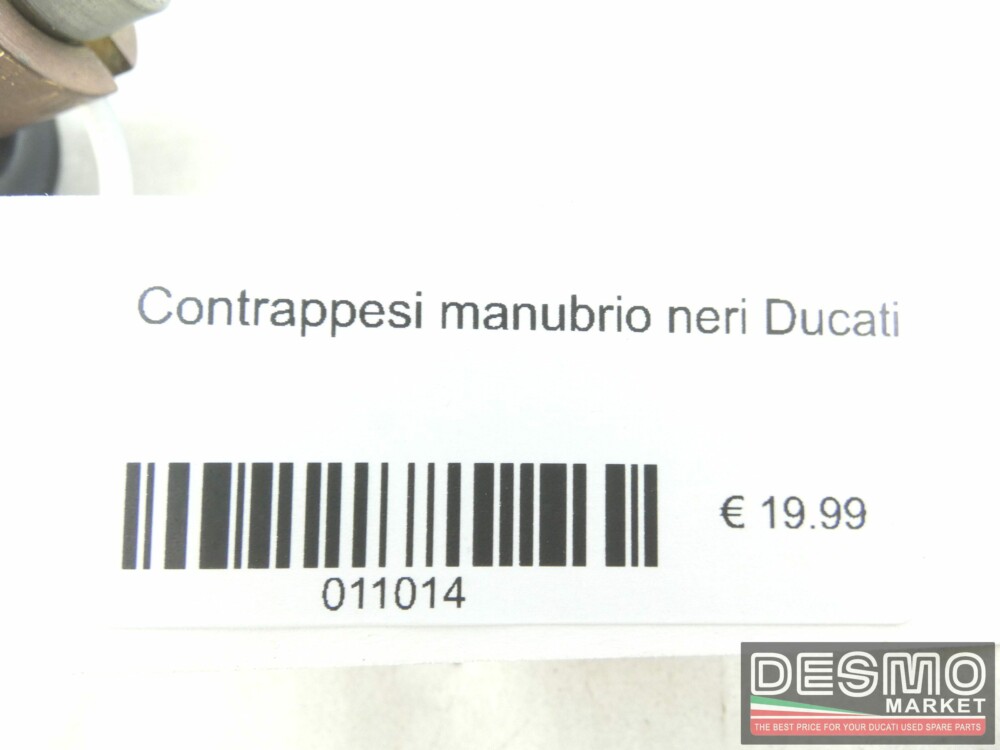 Contrappesi manubrio neri Ducati
€ 19.99
011014
DESMO
MARKET
THE BEST PRICE FOR YOUR DUCATI USED SPARE PARTS